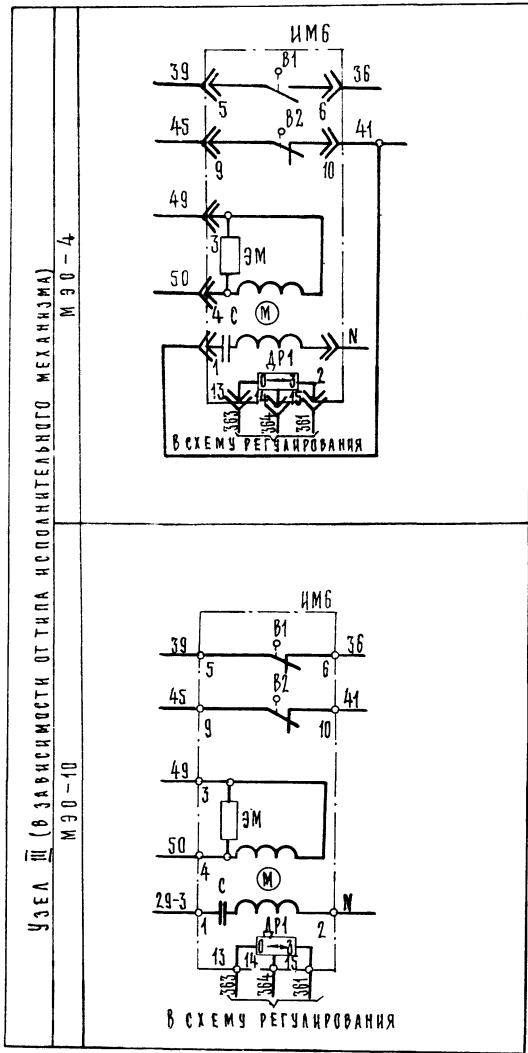 УЗЕЛ III (В ЗАВИСИМОСТИ ОТ ТИПА ИСПОЛНИТЕЛЬНОГО МЕХАНИЗМА)
МЭО-4
ИМ6
39
В1
36
5
6
45
В2
41
9
10
49
3
ЭМ
50
4
С
М
N
1
ДР1
2
0
З
13
14
15
363
364
361
В СХЕМУ РЕГУЛИРОВАНИЯ
МЭО-10
ИМ6
39
В1
36
5
6
45
В2
41
9
10
49
3
ЭМ
50
4
С
М
29-3
N
1
ДР1
2
0
З
13
14
15
363
364
361
В СХЕМУ РЕГУЛИРОВАНИЯ